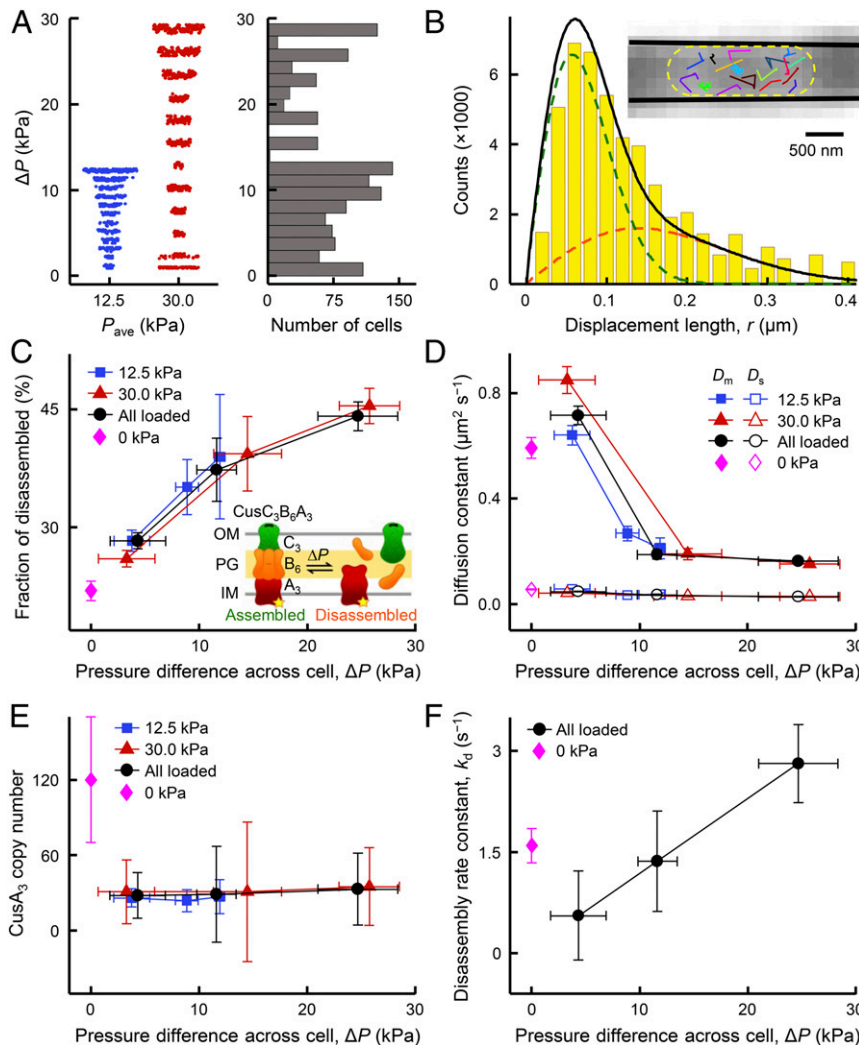 A
30
20
10
0
ΔP (kPa)
12.5
30.0
P_ave (kPa)
0
75
150
Number of cells
B
6
4
2
0
Counts (×1000)
500 nm
0
0.1
0.2
0.3
0.4
Displacement length, r (μm)
C
12.5 kPa
30.0 kPa
All loaded
0 kPa
45
30
Fraction of disassembled (%)
CusC₃B₆A₃
OM
C₃
ΔP
PG
B₆
A₃
IM
Assembled
Disassembled
0
10
20
30
Pressure difference across cell, ΔP (kPa)
D
D_m D_s
12.5 kPa
30.0 kPa
All loaded
0 kPa
0.8
0.4
0.0
Diffusion constant (μm² s⁻¹)
0
10
20
30
Pressure difference across cell, ΔP (kPa)
E
12.5 kPa
30.0 kPa
All loaded
0 kPa
120
60
30
0
CusA₃ copy number
0
10
20
30
Pressure difference across cell, ΔP (kPa)
F
All loaded
0 kPa
3
1.5
0
Disassembly rate constant, k_d (s⁻¹)
0
10
20
30
Pressure difference across cell, ΔP (kPa)